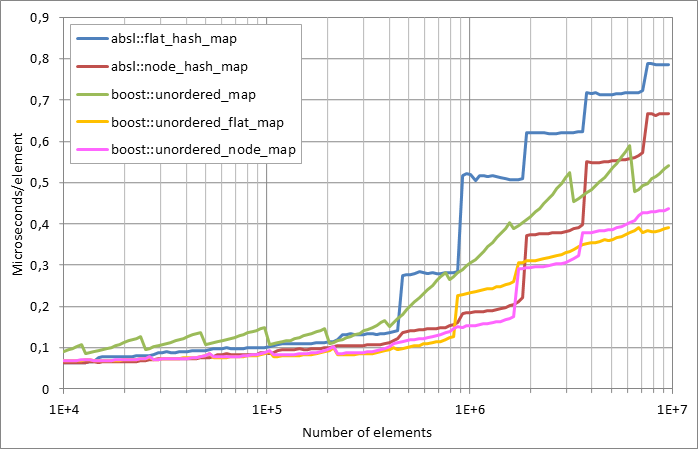 0,9
0,8
0,7
0,6
0,5
0,4
0,3
0,2
0,1
0
Microseconds/element
absl::flat_hash_map
absl::node_hash_map
boost::unordered_map
boost::unordered_flat_map
boost::unordered_node_map
1E+4 1E+5 1E+6 1E+7
Number of elements